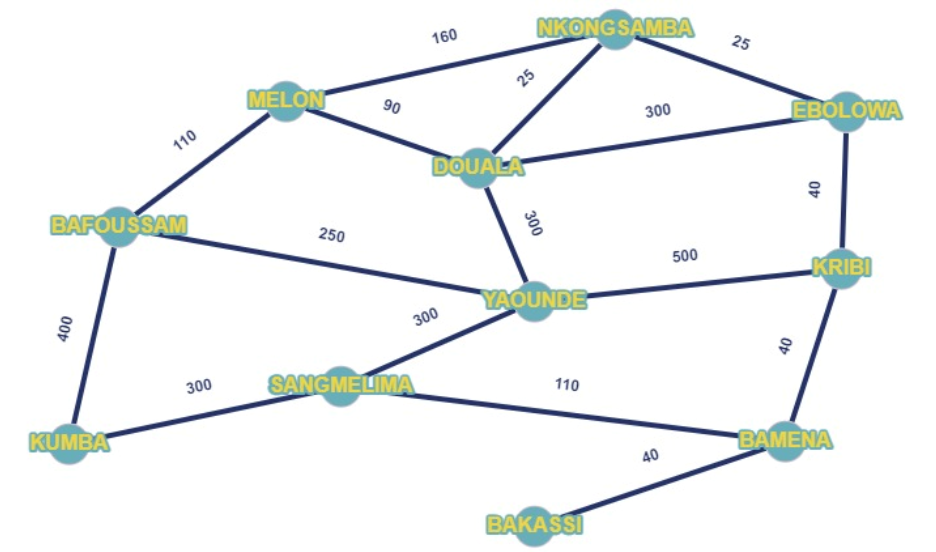 NKONGSAMBA
160
25
25
MELON
90
300
EBOLOWA
110
DOUALA
40
BAFOUSSAM
250
300
500
KRIBI
YAOUNDE
400
300
40
300
SANGMELIMA
110
KUMBA
BAMENA
40
BAKASSI